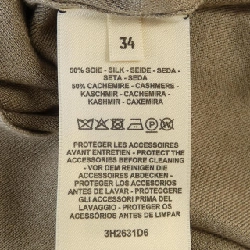 34
50% SOIE - SILK - SEIDE - SEDA -
SETA - SEDA
50% CACHEMIRE - CASHMERE -
KASCHMIR - CACHEMIRA -
KASHMIR - CAXEMIRA
PROTEGER LES ACCESSOIRES
AVANT ENTRETIEN - PROTECT THE
ACCESSORIES BEFORE CLEANING
- VOR DEM REINIGEN DIE
ACCESSOIRES ABDECKEN -
PROTEGER LOS ACCESORIOS
ANTES DE LAVAR - PROTEGGERE
GLI ACCESSORI PRIMA DEL
LAVAGGIO - PROTEGER OS
ACESSÓRIOS ANTES DE LAVAR
3H2631D6